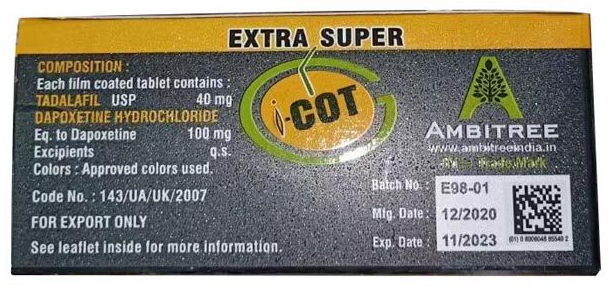 EXTRA SUPER
COMPOSITION :
Each film coated tablet contains :
TADALAFIL USP 40 mg
DAPOXETINE HYDROCHLORIDE
Eq. to Dapoxetine 100 mg
Excipients q.s.
Colors : Approved colors used.
Code No. : 143/UA/UK/2007
FOR EXPORT ONLY
See leaflet inside for more information.
i-COT
AMBITREE
www.ambitreeindia.in
Trade Mark
Batch No. : E98-01
Mfg. Date : 12/2020
Exp. Date : 11/2023